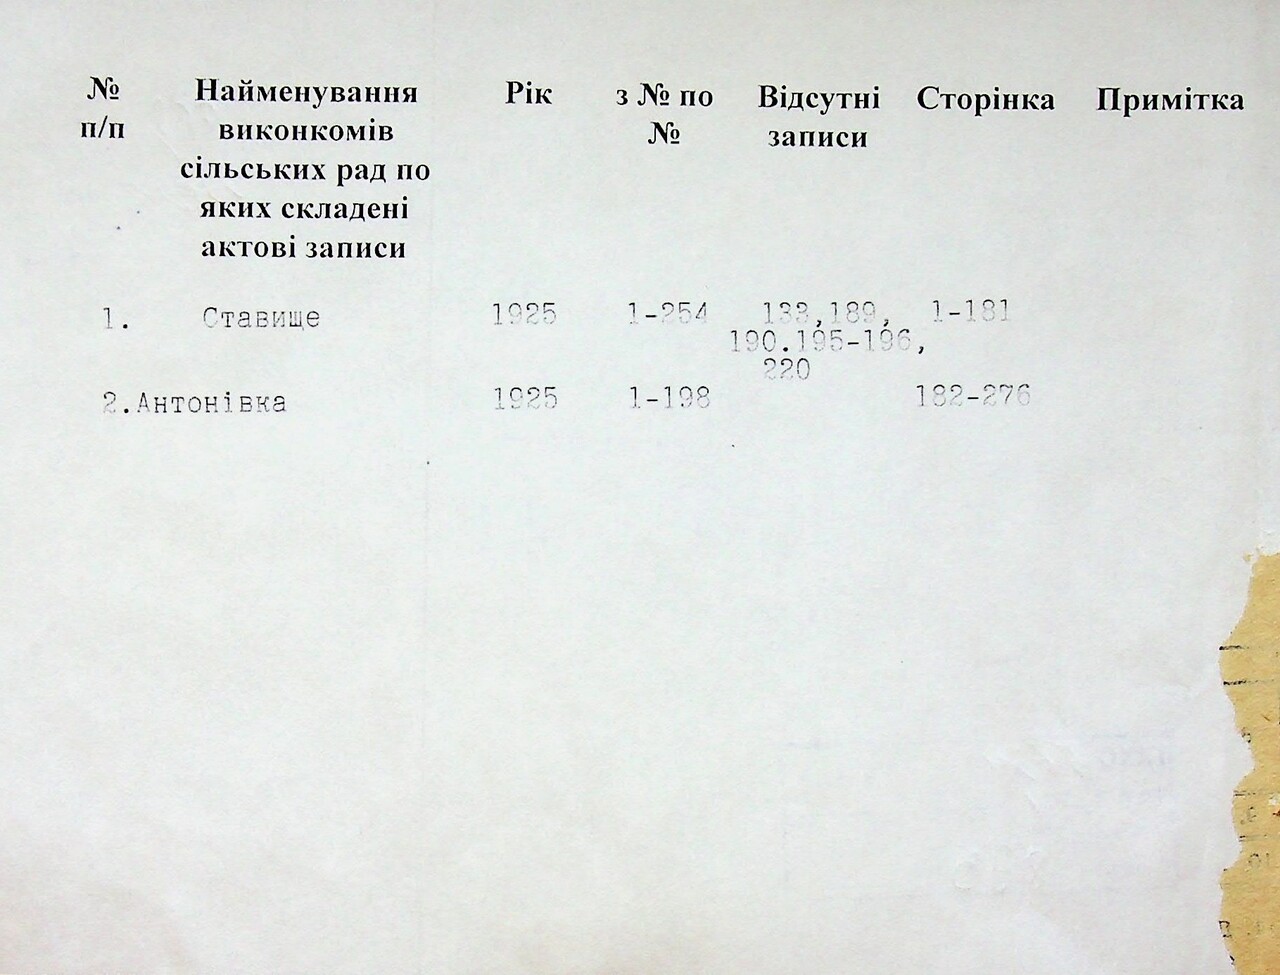 № п/п Найменування виконкомів сільських рад по яких складені актові записи Рік з № по № Відсутні записи Сторінка Примітка
1. Ставище 1925 1-254 133,189, 1-181
190.195-196,
220
2.Антонівка 1925 1-198 182-276